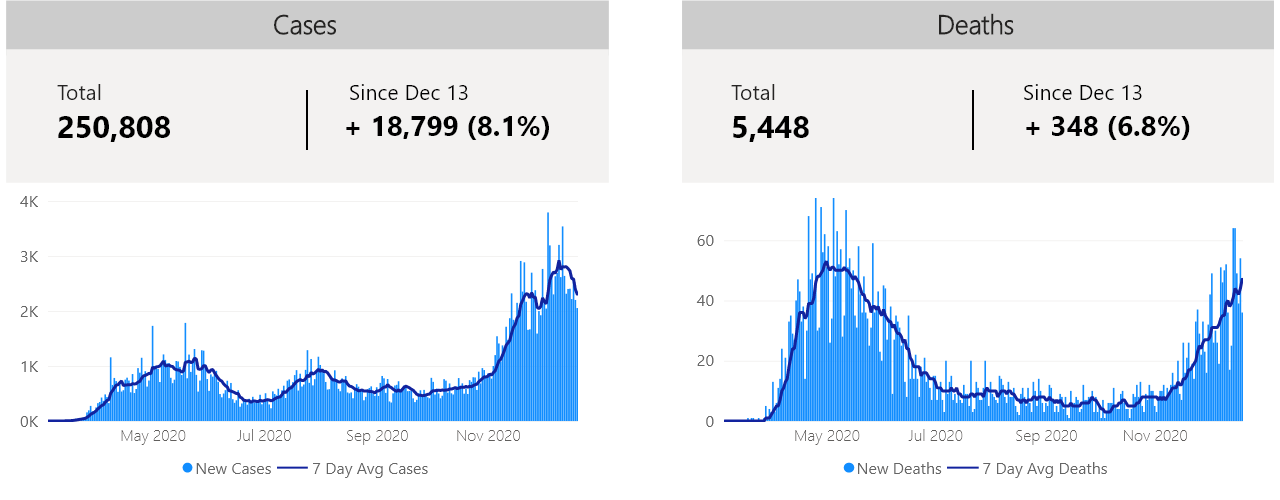 Cases
Total
250,808
Since Dec 13
+ 18,799 (8.1%)
4K
3K
2K
1K
0K
May 2020 Jul 2020 Sep 2020 Nov 2020
New Cases 7 Day Avg Cases
Deaths
Total
5,448
Since Dec 13
+ 348 (6.8%)
60
40
20
0
May 2020 Jul 2020 Sep 2020 Nov 2020
New Deaths 7 Day Avg Deaths